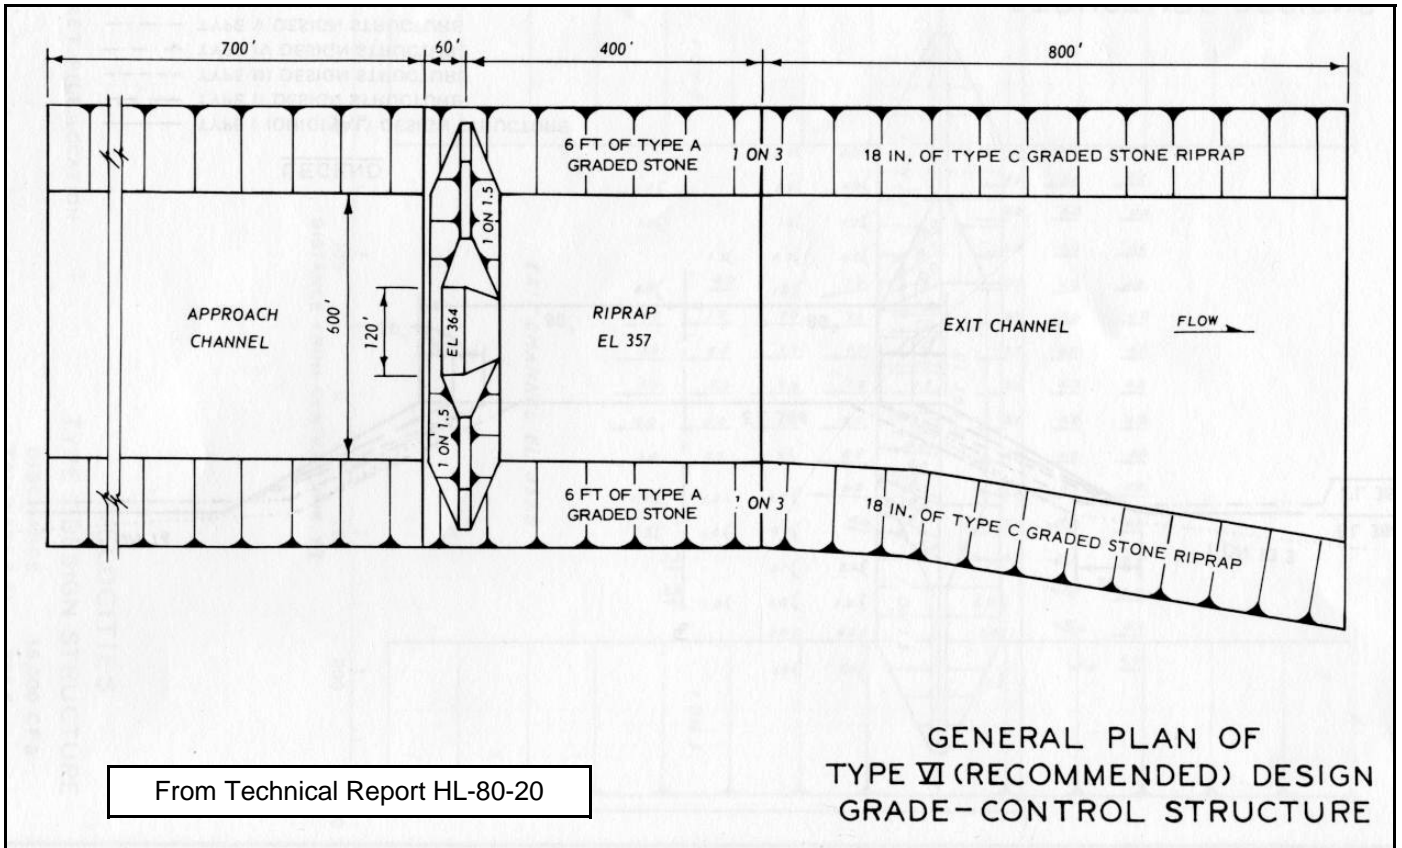 700'
50'
400'
800'
6 FT OF TYPE A
GRADED STONE
1 ON 3
18 IN. OF TYPE C GRADED STONE RIPRAP
1 ON 1.5
APPROACH
CHANNEL
600'
120'
EL 364
RIPRAP
EL 357
EXIT CHANNEL
FLOW
1 ON 1.5
6 FT OF TYPE A
GRADED STONE
1 ON 3
18 IN. OF TYPE C GRADED STONE RIPRAP
GENERAL PLAN OF
TYPE VI (RECOMMENDED) DESIGN
GRADE-CONTROL STRUCTURE
From Technical Report HL-80-20